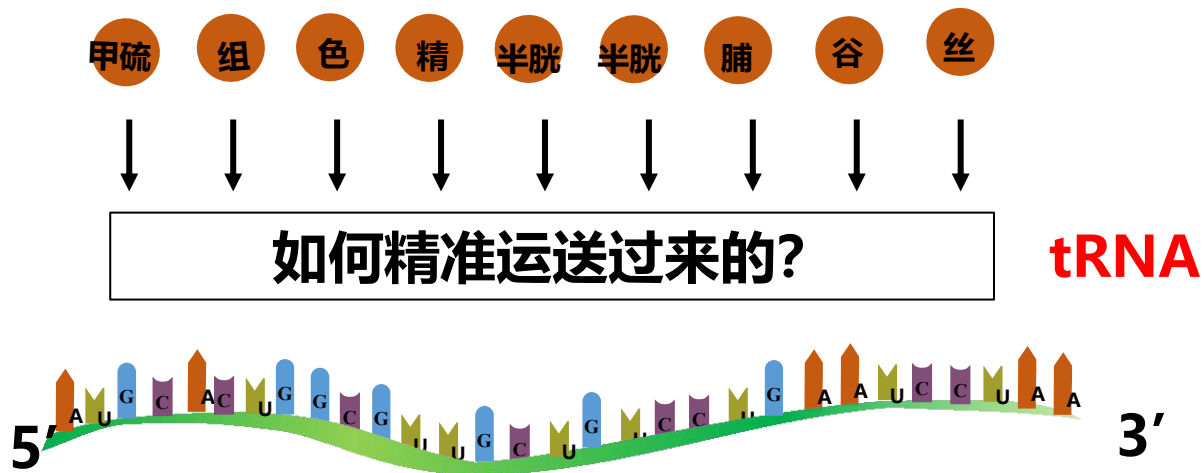 甲硫 组 色 精 半胱 半胱 脯 谷 丝
如何精准运送过来的? tRNA
5′ A U G C A C U G G C G U U G C U G U C C U G A A U C C U A A 3′